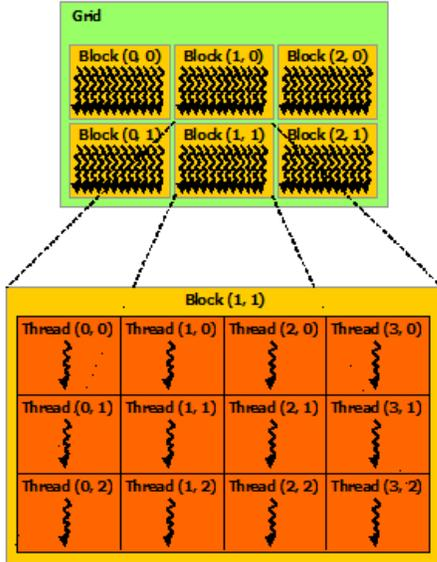 Grid
Block (0, 0) Block (1, 0) Block (2, 0)
Block (0, 1) Block (1, 1) Block (2, 1)
Block (1, 1)
Thread (0, 0) Thread (1, 0) Thread (2, 0) Thread (3, 0)
Thread (0, 1) Thread (1, 1) Thread (2, 1) Thread (3, 1)
Thread (0, 2) Thread (1, 2) Thread (2, 2) Thread (3, 2)